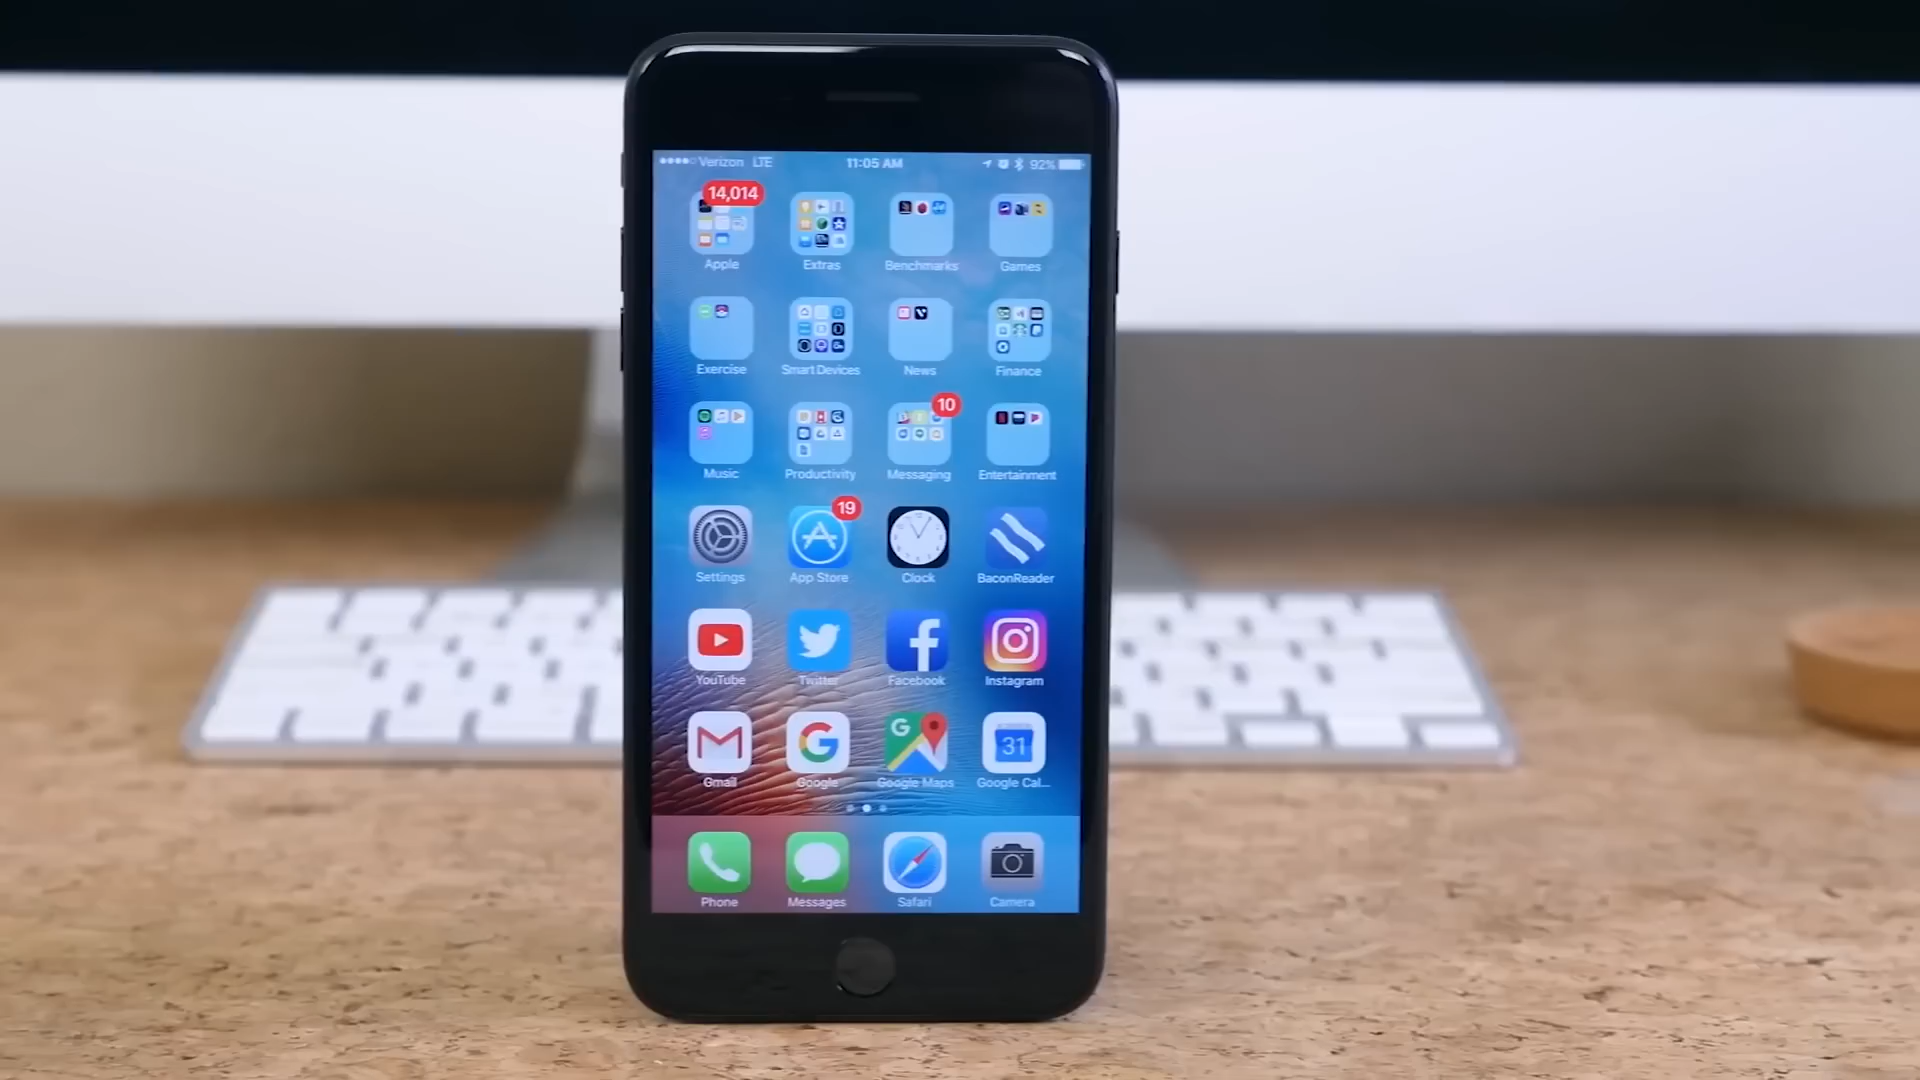 Verizon LTE 11:05 AM 92%
14,014
Apple Extras Benchmarks Games
Exercise Smart Devices News Finance
10
Music Productivity Messaging Entertainment
19
Settings App Store Clock BaconReader
YouTube Twitter Facebook Instagram
G 31
Gmail Google Google Maps Google Cal...
Phone Messages Safari Camera